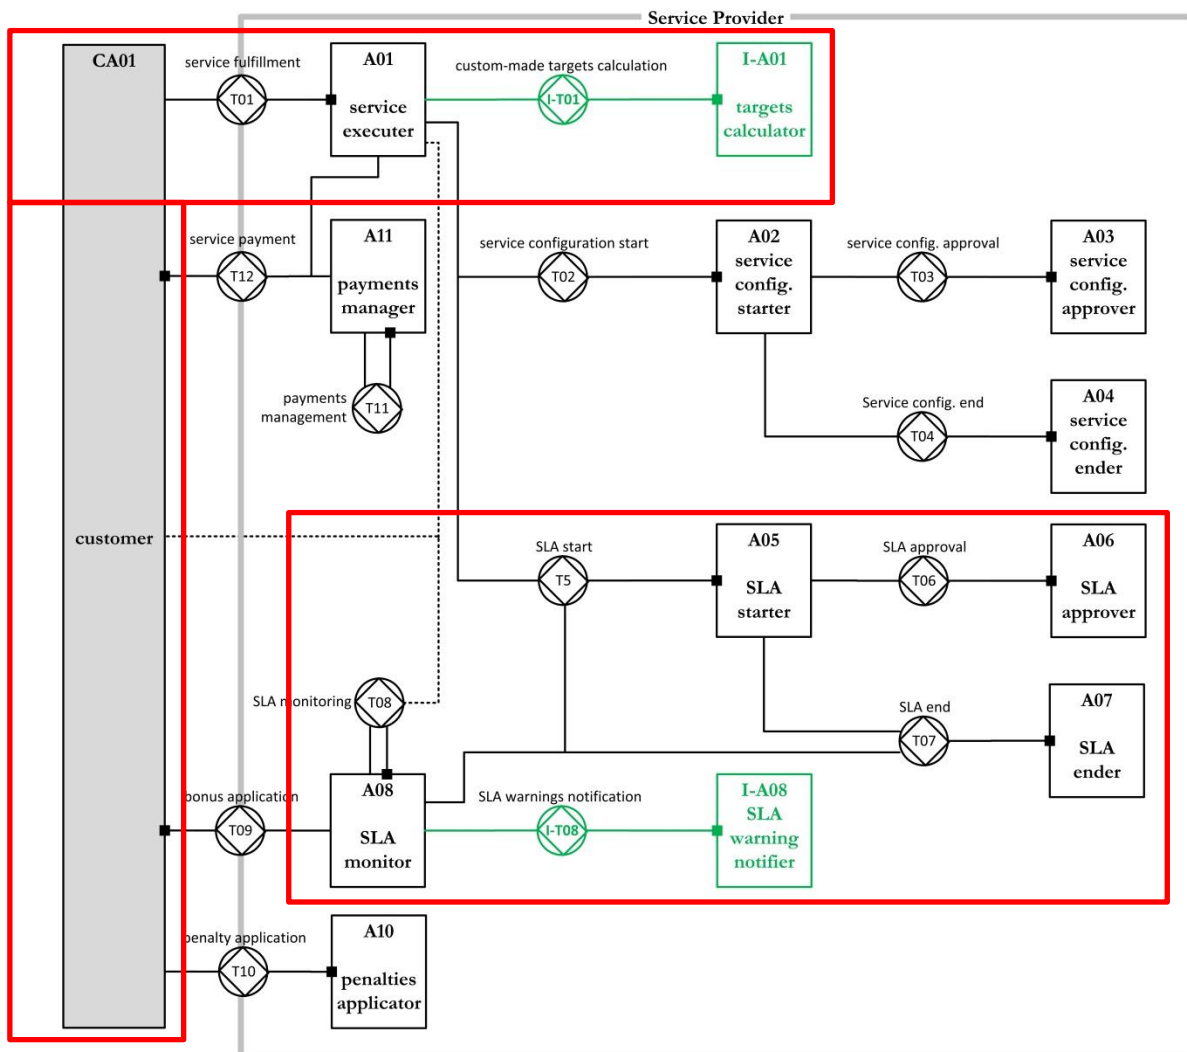 Service Provider
CA01
customer
service fulfillment
T01
A01
service
executer
custom-made targets calculation
I-T01
I-A01
targets
calculator
service payment
T12
A11
payments
manager
service configuration start
T02
A02
service
config.
starter
service config. approval
T03
A03
service
config.
approver
payments
management
T11
Service config. end
T04
A04
service
config.
ender
SLA start
T5
A05
SLA
starter
SLA approval
T06
A06
SLA
approver
SLA monitoring
T08
SLA end
T07
A07
SLA
ender
bonus application
T09
A08
SLA
monitor
SLA warnings notification
I-T08
I-A08
SLA
warning
notifier
penalty application
T10
A10
penalties
applicator